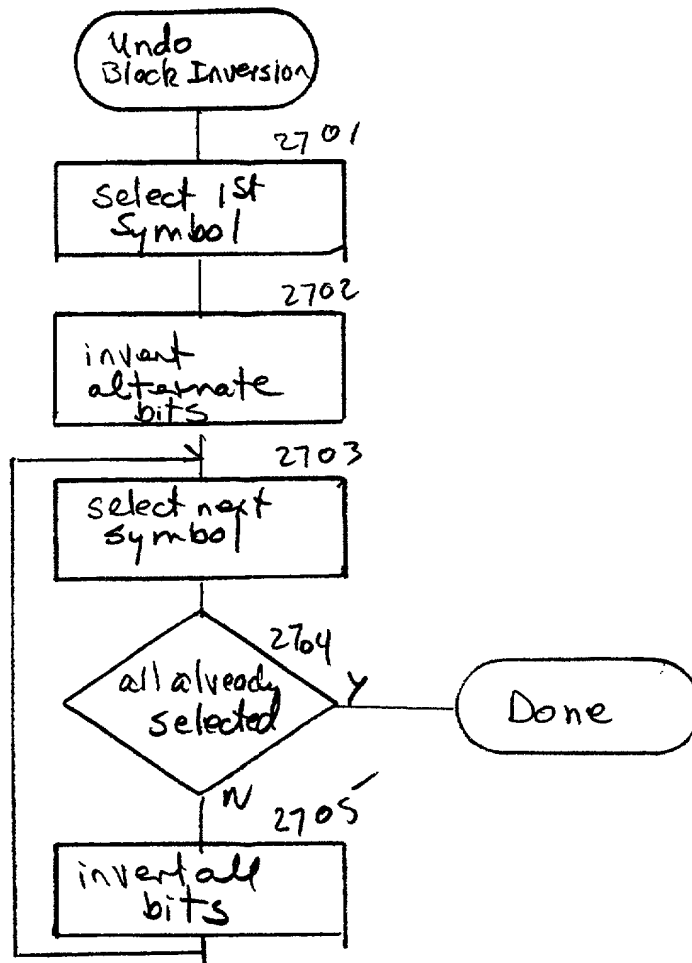 Undo
Block Inversion
2701
select 1st
symbol
2702
invert
alternate
bits
2703
select next
symbol
2704
all already
selected
Y
Done
N
2705
invert all
bits